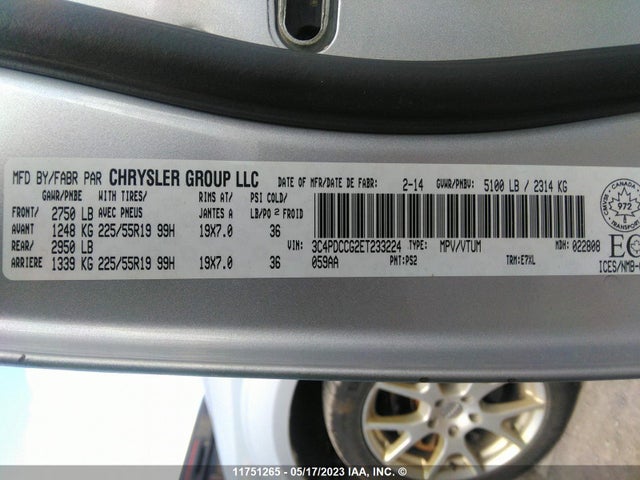 MFD BY/FABR PAR CHRYSLER GROUP LLC DATE OF MFR/DATE DE FABR: 2-14 GVWR/PNBV: 5100 LB / 2314 KG
GAWR/PNBE WITH TIRES/ RIMS AT/ PSI COLD/
FRONT/ 2750 LB AVEC PNEUS JANTES A LB/PO² FROID
AVANT 1248 KG 225/55R19 99H 19X7.0 36
REAR/ 2950 LB
ARRIERE 1339 KG 225/55R19 99H 19X7.0 36
VIN: 3C4PDCCG2ET233224 TYPE: MPV/VTUM MDH: 022808
059AA PNT:PS2 TRM:E7XL
CANADA
972
TRANSPORT
EC
ICES/NMB-
11751265 - 05/17/2023 IAA, INC. ©